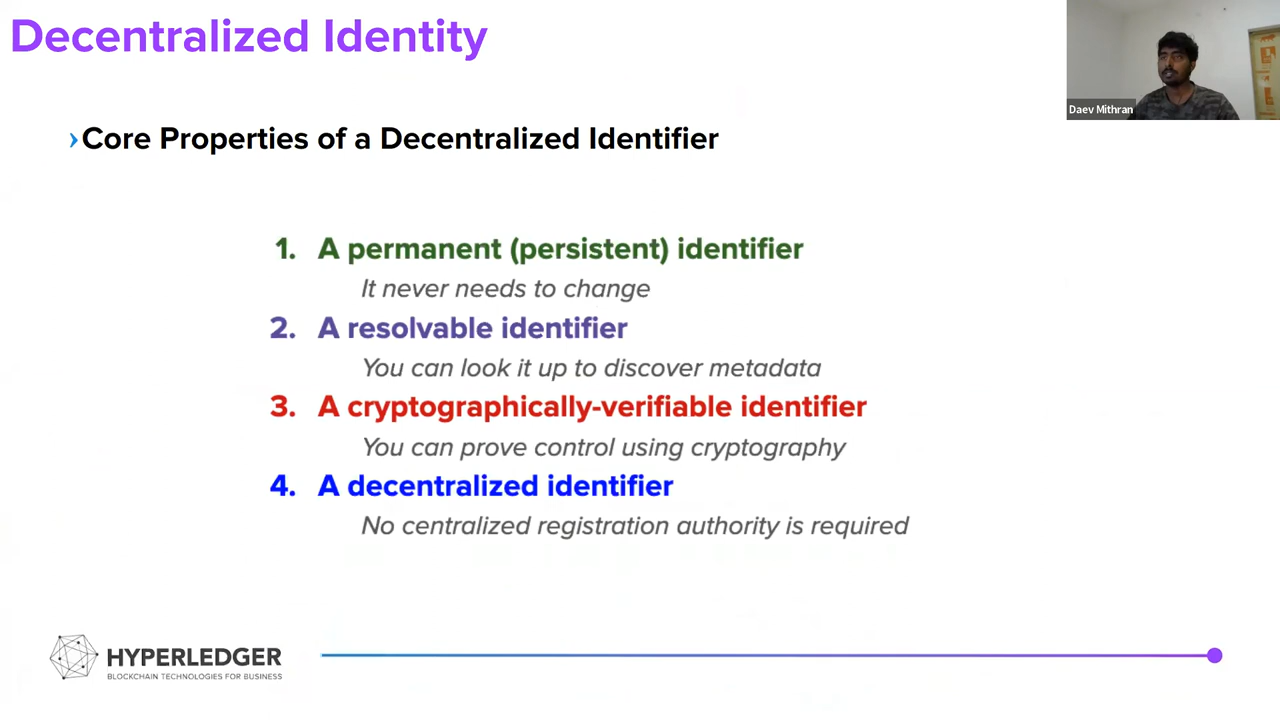 Decentralized Identity
Daev Mithran
›Core Properties of a Decentralized Identifier
1. A permanent (persistent) identifier
It never needs to change
2. A resolvable identifier
You can look it up to discover metadata
3. A cryptographically-verifiable identifier
You can prove control using cryptography
4. A decentralized identifier
No centralized registration authority is required
HYPERLEDGER
BLOCKCHAIN TECHNOLOGIES FOR BUSINESS